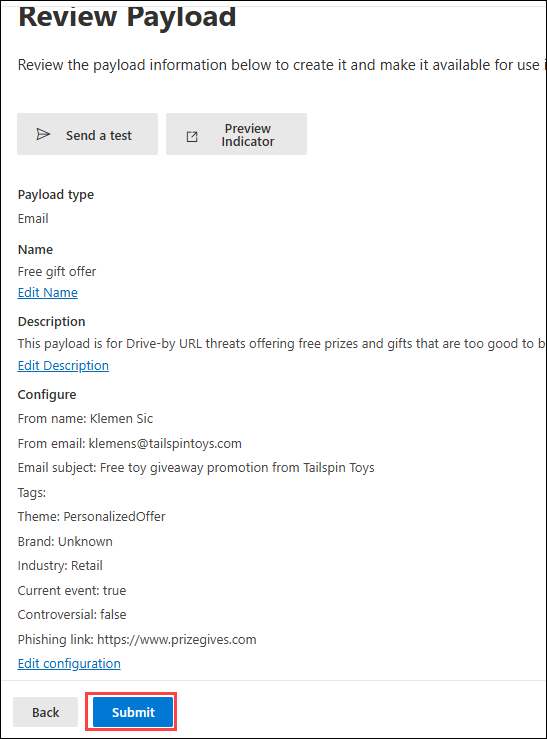 Review Payload
Review the payload information below to create it and make it available for use i
Send a test
Preview
Indicator
Payload type
Email
Name
Free gift offer
Edit Name
Description
This payload is for Drive-by URL threats offering free prizes and gifts that are too good to b
Edit Description
Configure
From name: Klemen Sic
From email: klemens@tailspintoys.com
Email subject: Free toy giveaway promotion from Tailspin Toys
Tags:
Theme: PersonalizedOffer
Brand: Unknown
Industry: Retail
Current event: true
Controversial: false
Phishing link: https://www.prizegives.com
Edit configuration
Back
Submit